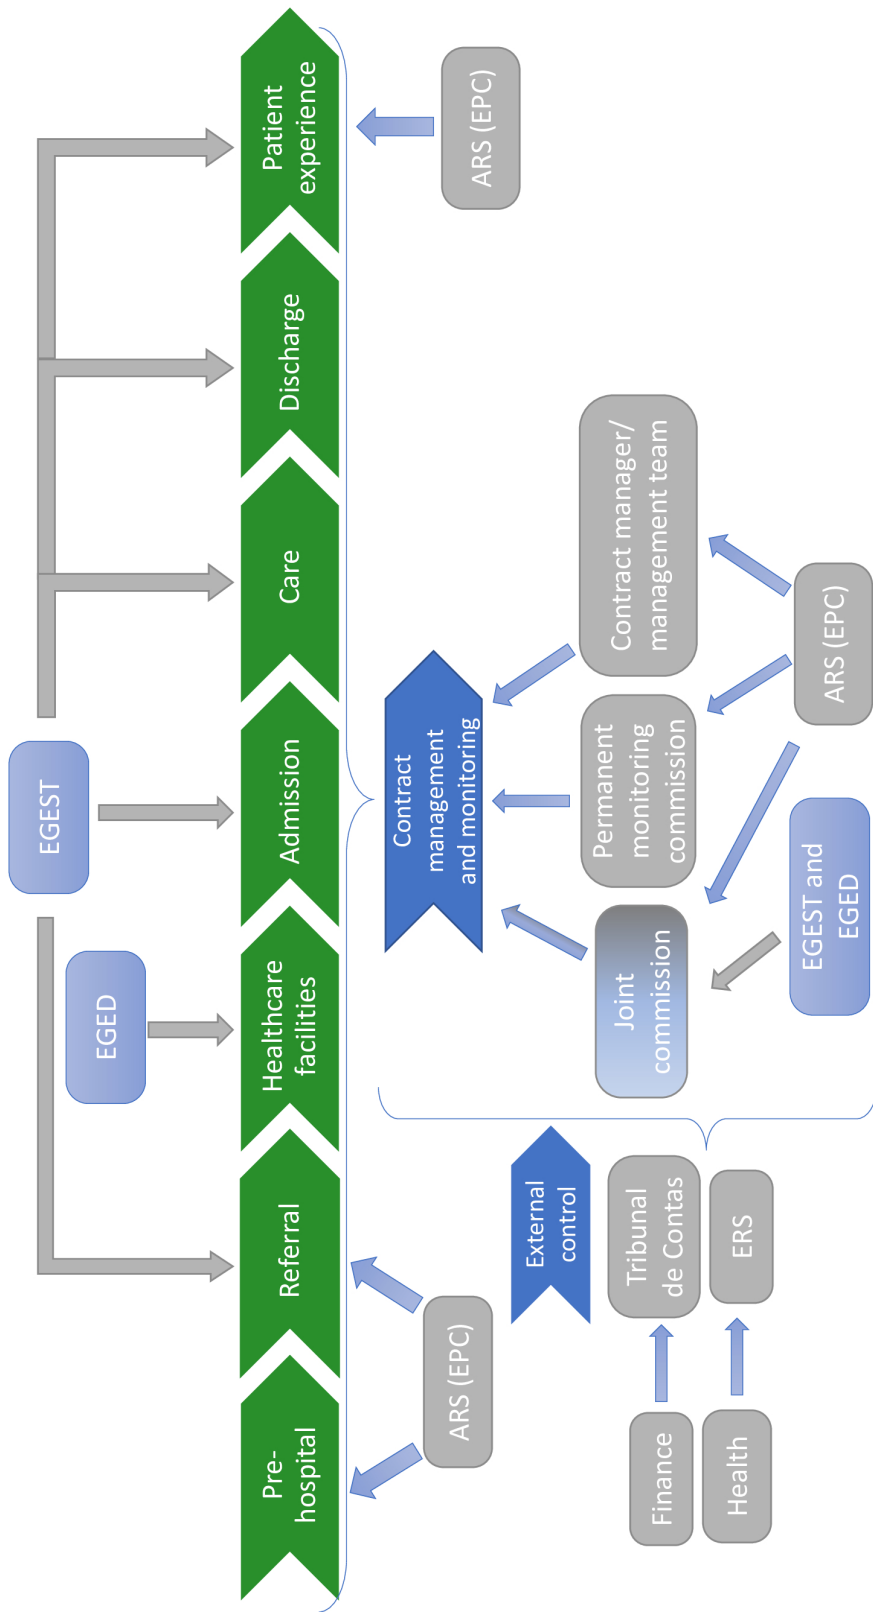 EGEST
EGED
Pre-
hospital
Referral
Healthcare
facilities
Admission
Care
Discharge
Patient
experience
ARS (EPC)
ARS (EPC)
Contract
management
and monitoring
External
control
Joint
commission
Permanent
monitoring
commission
Contract manager/
management team
Finance
Tribunal
de Contas
Health
ERS
EGEST and
EGED
ARS (EPC)